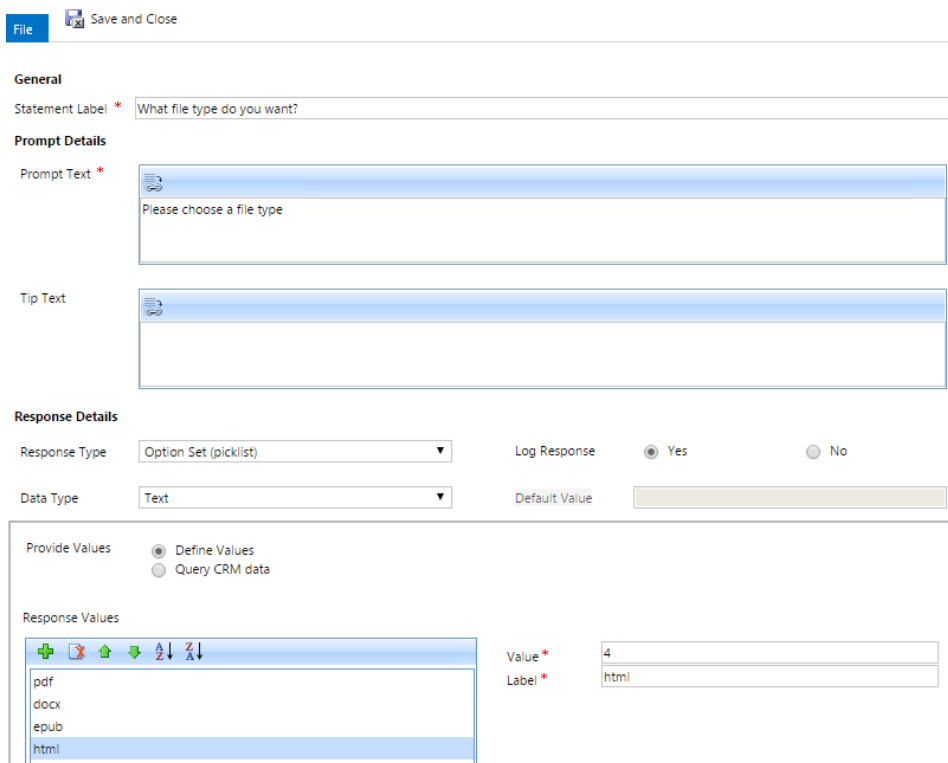 File
Save and Close
General
Statement Label * What file type do you want?
Prompt Details
Prompt Text *
Please choose a file type
Tip Text
Response Details
Response Type Option Set (picklist) Log Response Yes No
Data Type Text Default Value
Provide Values Define Values
Query CRM data
Response Values
A Z Z A
Value * 4
Label * html
pdf
docx
epub
html